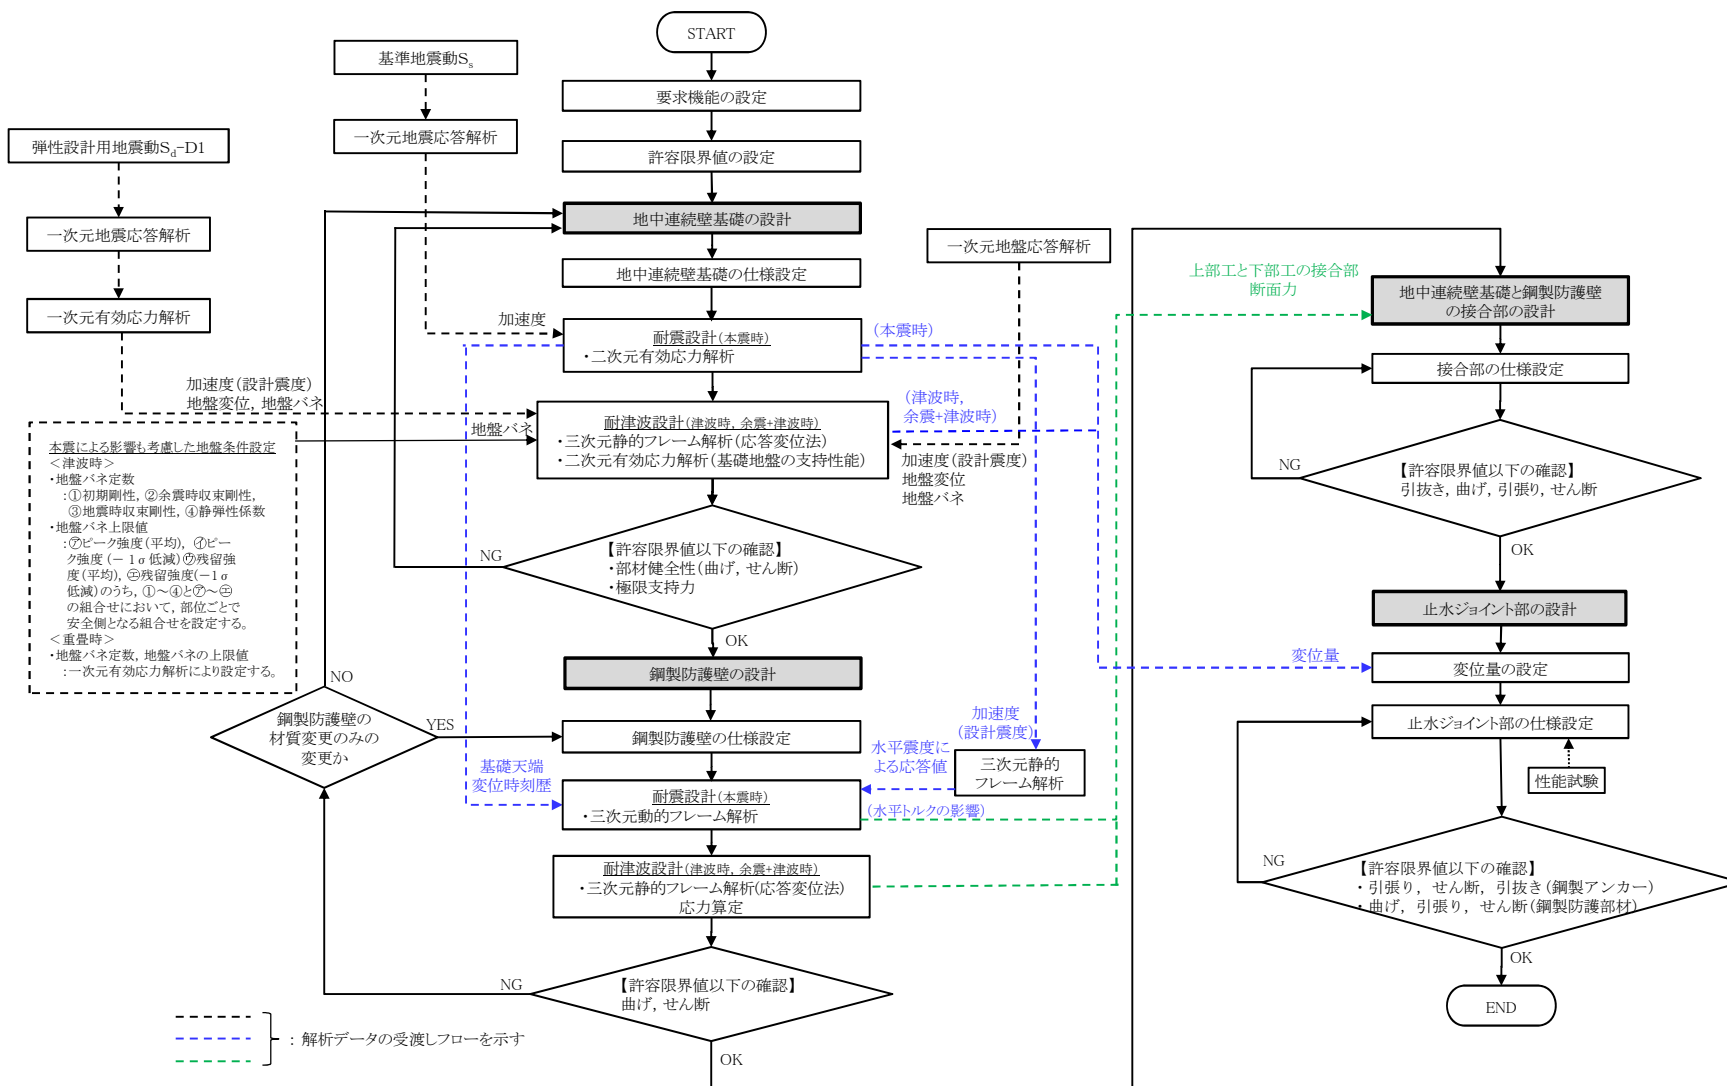 START
要求機能の設定
許容限界値の設定
地中連続壁基礎の設計
地中連続壁基礎の仕様設定
基準地震動Ss
一次元地震応答解析
加速度
弾性設計用地震動Sd-D1
一次元地震応答解析
一次元有効応力解析
加速度(設計震度)
地盤変位, 地盤バネ
耐震設計(本震時)
・二次元有効応力解析
(本震時)
一次元地盤応答解析
(津波時,
余震+津波時)
加速度(設計震度)
地盤変位
地盤バネ
地盤バネ
耐津波設計(津波時, 余震+津波時)
・三次元静的フレーム解析(応答変位法)
・二次元有効応力解析(基礎地盤の支持性能)
本震による影響も考慮した地盤条件設定
<津波時>
・地盤バネ定数
:①初期剛性, ②余震時収束剛性,
③地震時収束剛性, ④静弾性係数
・地盤バネ上限値
:㋐ピーク強度(平均), ㋑ピー
ク強度(-1σ低減)㋒残留強
度(平均), ㋓残留強度(-1σ
低減)のうち, ①~④と㋐~㋓
の組合せにおいて, 部位ごとで
安全側となる組合せを設定する。
<重畳時>
・地盤バネ定数, 地盤バネの上限値
:一次元有効応力解析により設定する。
NG
【許容限界値以下の確認】
・部材健全性(曲げ, せん断)
・極限支持力
OK
鋼製防護壁の設計
NO
鋼製防護壁の
材質変更のみの
変更か
YES
鋼製防護壁の仕様設定
基礎天端
変位時刻歴
耐震設計(本震時)
・三次元動的フレーム解析
水平震度に
よる応答値
加速度
(設計震度)
三次元静的
フレーム解析
(水平トルクの影響)
耐津波設計(津波時, 余震+津波時)
・三次元静的フレーム解析(応答変位法)
応力算定
NG
【許容限界値以下の確認】
曲げ, せん断
OK
: 解析データの受渡しフローを示す
上部工と下部工の接合部
断面力
地中連続壁基礎と鋼製防護壁
の接合部の設計
接合部の仕様設定
NG
【許容限界値以下の確認】
引抜き, 曲げ, 引張り, せん断
OK
止水ジョイント部の設計
変位量
変位量の設定
止水ジョイント部の仕様設定
性能試験
NG
【許容限界値以下の確認】
・引張り, せん断, 引抜き(鋼製アンカー)
・曲げ, 引張り, せん断(鋼製防護部材)
OK
END